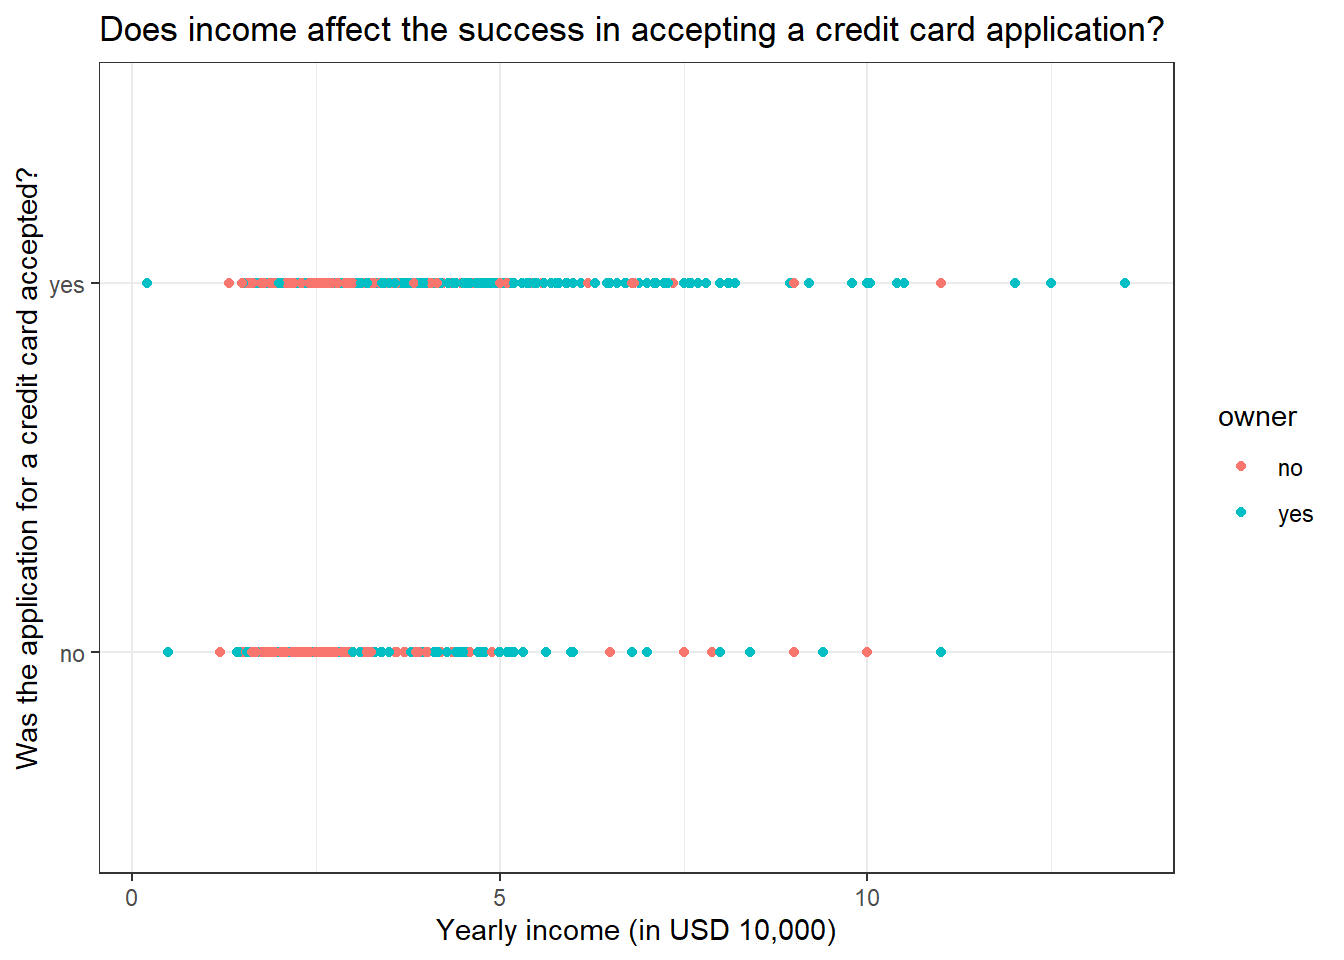 Does income affect the success in accepting a credit card application?
Was the application for a credit card accepted?
yes
no
0
5
10
Yearly income (in USD 10,000)
owner
no
yes